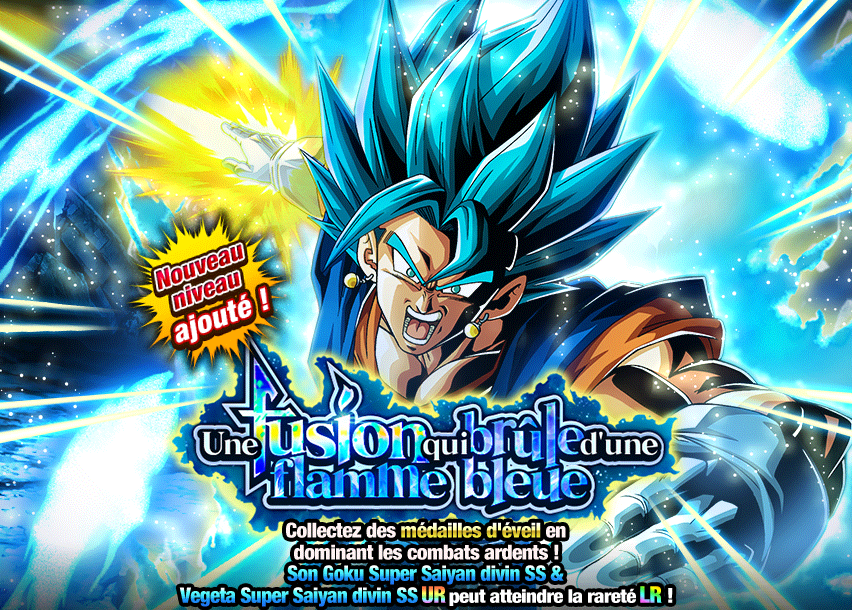 Nouveau
niveau
ajouté !
Une fusion qui brûle d'une
flamme bleue
Collectez des médailles d'éveil en
dominant les combats ardents !
Son Goku Super Saiyan divin SS &
Vegeta Super Saiyan divin SS UR peut atteindre la rareté LR !